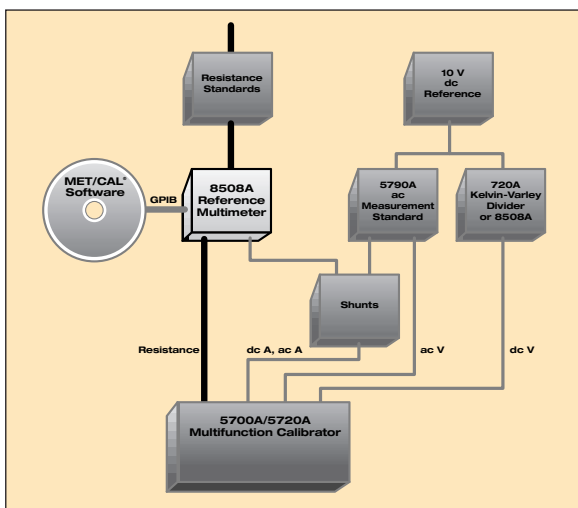 Resistance
Standards
10 V
dc
Reference
MET/CAL®
Software
GPIB
8508A
Reference
Multimeter
5790A
ac
Measurement
Standard
720A
Kelvin-Varley
Divider
or 8508A
Shunts
Resistance
dc A, ac A
ac V
dc V
5700A/5720A
Multifunction Calibrator